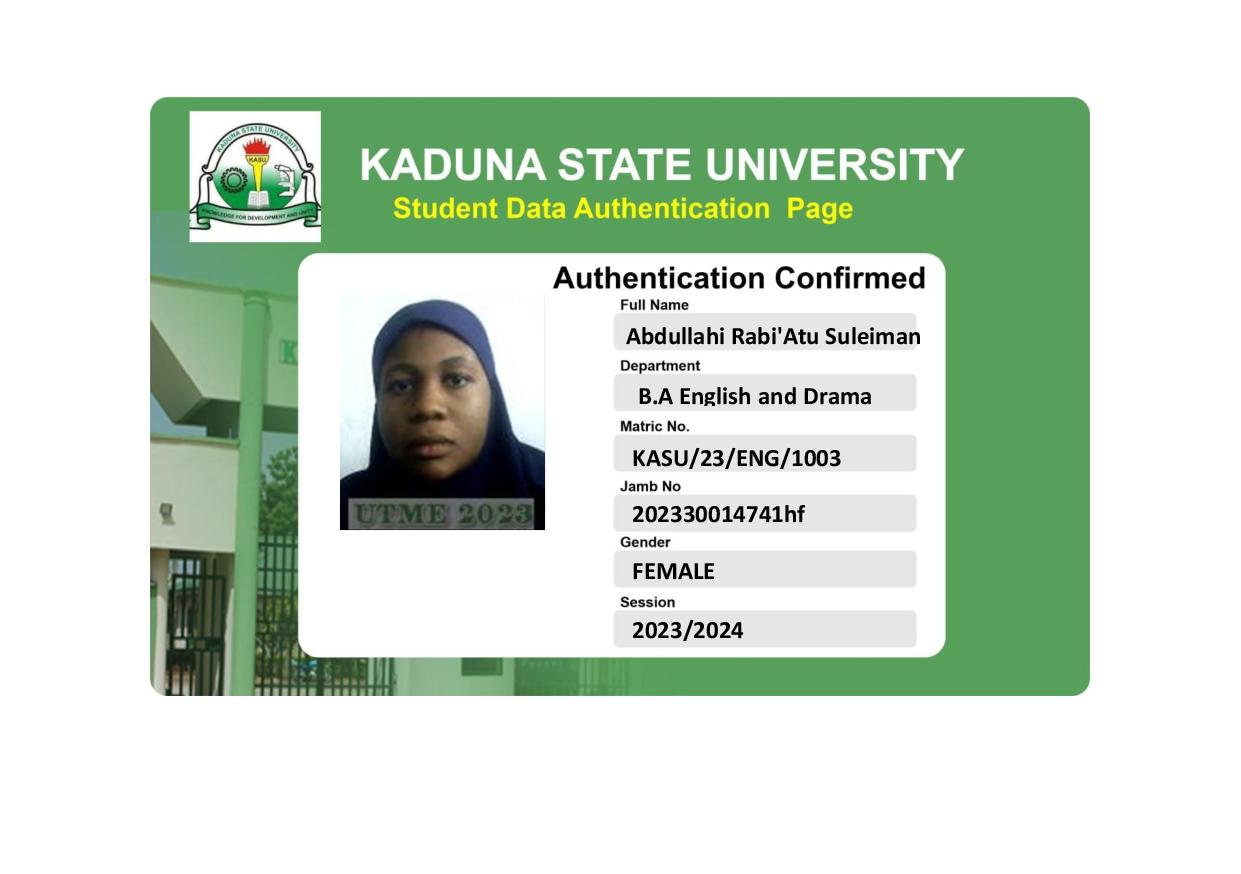 KADUNA STATE UNIVERSITY
KASU
KNOWLEDGE FOR DEVELOPMENT AND UNITY
KADUNA STATE UNIVERSITY
Student Data Authentication Page
Authentication Confirmed
Full Name
Abdullahi Rabi'Atu Suleiman
Department
B.A English and Drama
Matric No.
KASU/23/ENG/1003
Jamb No
202330014741hf
Gender
FEMALE
Session
2023/2024
UTME 2023
K